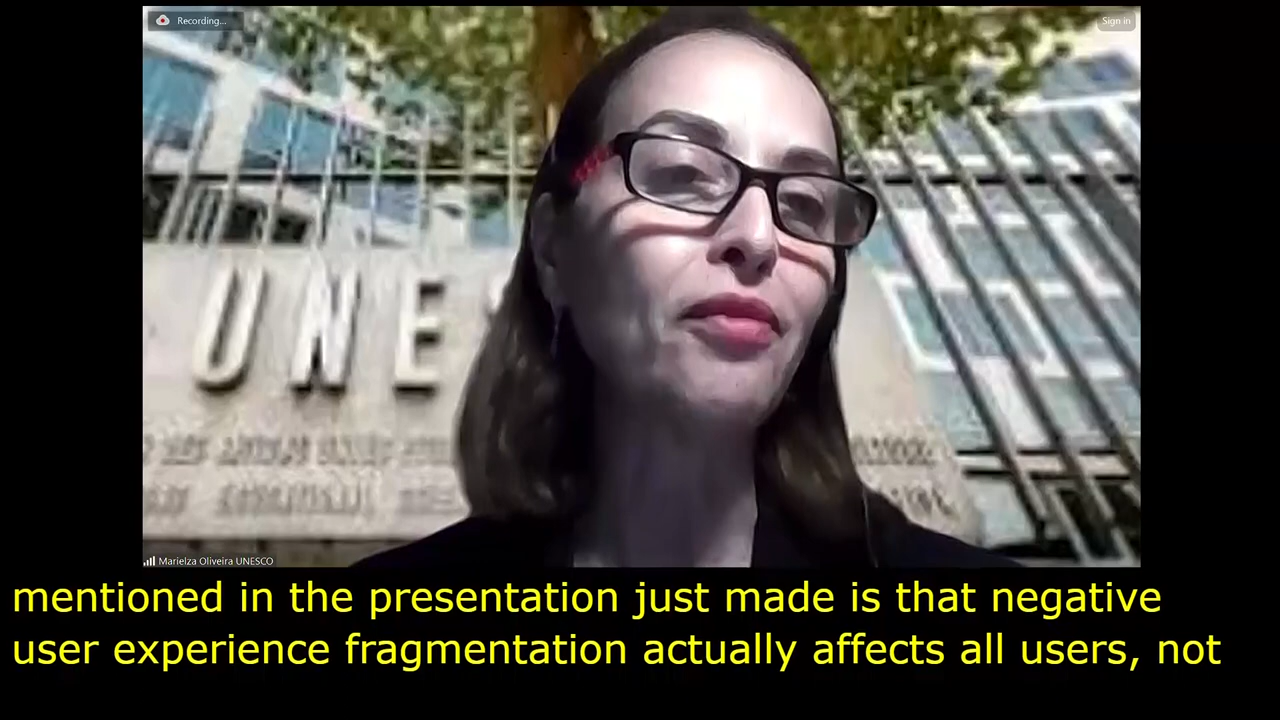 Recording...
Sign in
UNE
Marielza Oliveira UNESCO
mentioned in the presentation just made is that negative
user experience fragmentation actually affects all users, not